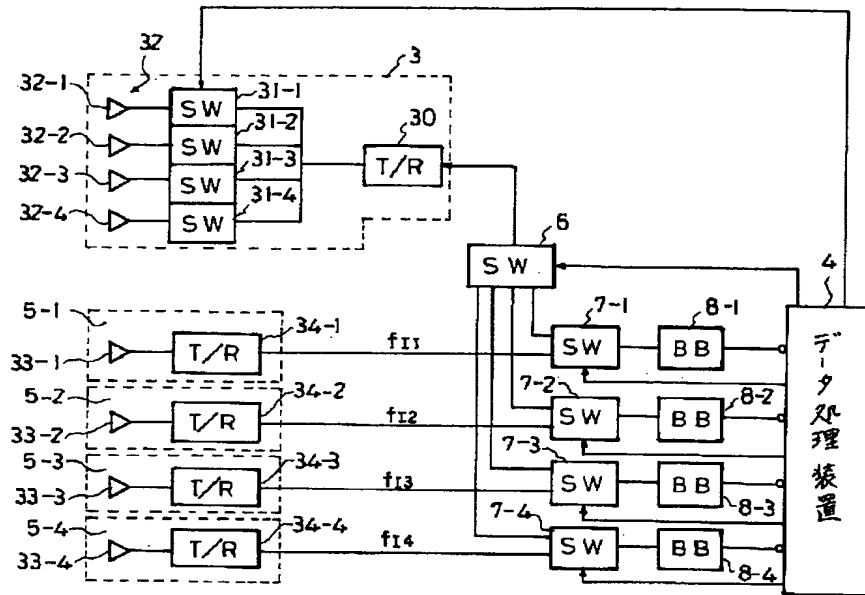 32
3
32-1
SW
31-1
30
32-2
SW
31-2
T/R
32-3
SW
31-3
32-4
SW
31-4
6
SW
4
データ処理装置
5-1
34-1
7-1
8-1
33-1
T/R
fI1
SW
BB
5-2
34-2
7-2
8-2
33-2
T/R
fI2
SW
BB
5-3
34-3
7-3
33-3
T/R
fI3
SW
BB
8-3
5-4
34-4
7-4
33-4
T/R
fI4
SW
BB
8-4